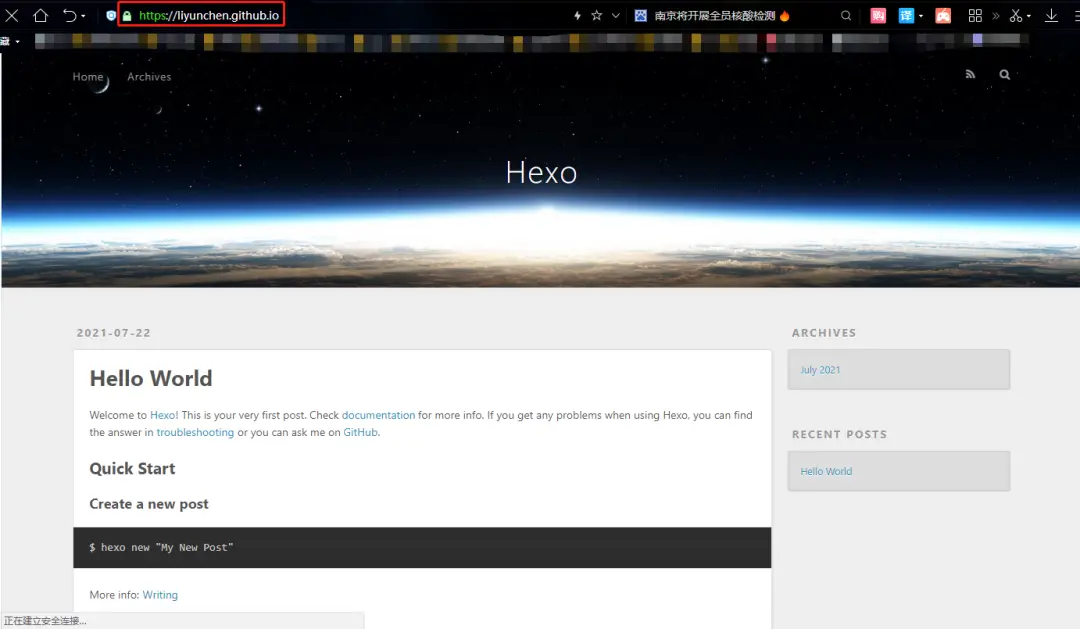 https://liyunchen.github.io
南京将开展全员核酸检测
购
译
藏
Home
Archives
Hexo
2021-07-22
ARCHIVES
Hello World
July 2021
Welcome to Hexo! This is your very first post. Check documentation for more info. If you get any problems when using Hexo, you can find
the answer in troubleshooting or you can ask me on GitHub.
RECENT POSTS
Quick Start
Hello World
Create a new post
$ hexo new "My New Post"
More info: Writing
正在建立安全连接...